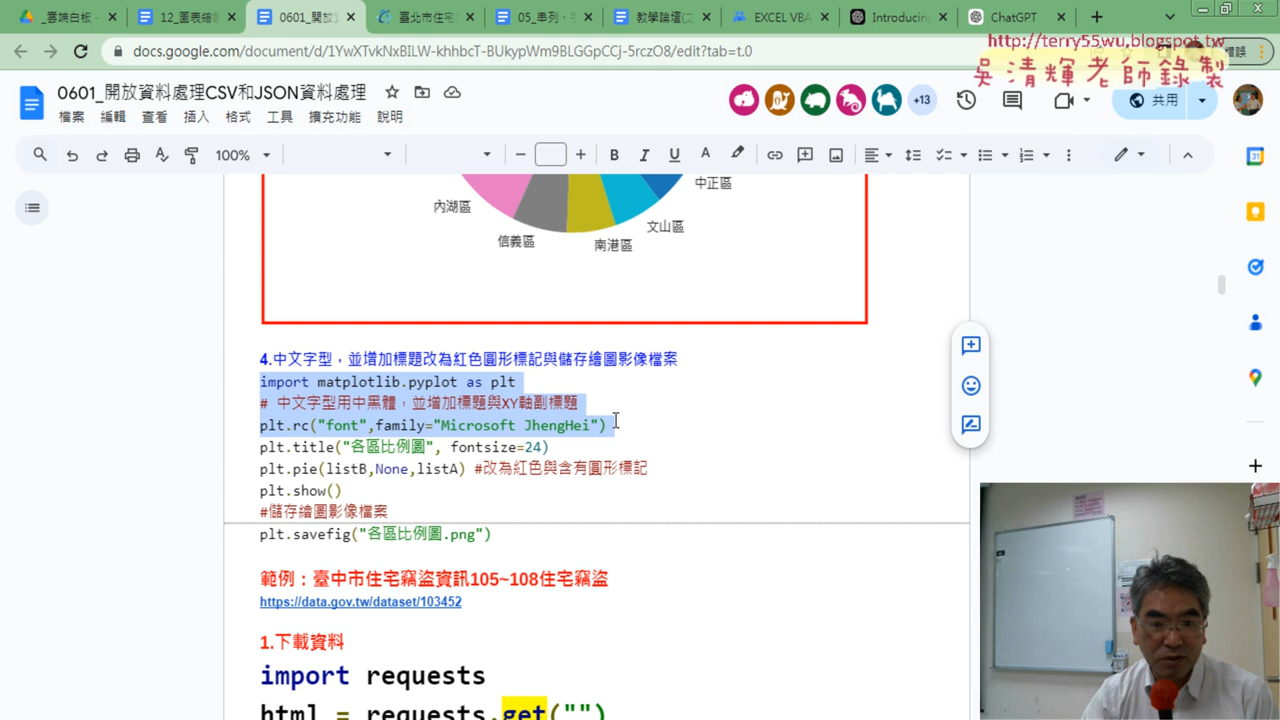 _雲端白板 -
12_圖表繪
0601_開放資
臺北市住宅
05_串列、
教學論壇(之
EXCEL VBA
Introducing
ChatGPT
docs.google.com/document/d/1YwXTvkNxBILW-khhbcT-BUkypWm9BLGGpCCj-5rczO8/edit?tab=t.0
http://terry55wu.blogspot.tw
吳清輝老師錄製
0601_開放資料處理CSV和JSON資料處理
+13
共用
檔案 編輯 查看 插入 格式 工具 擴充功能 說明
100%
中正區
內湖區
文山區
信義區
南港區
4.中文字型，並增加標題改為紅色圓形標記與儲存繪圖影像檔案
import matplotlib.pyplot as plt
# 中文字型用中黑體，並增加標題與XY軸副標題
plt.rc("font",family="Microsoft JhengHei")
plt.title("各區比例圖", fontsize=24)
plt.pie(listB,None,listA) #改為紅色與含有圓形標記
plt.show()
#儲存繪圖影像檔案
plt.savefig("各區比例圖.png")
範例：臺中市住宅竊盜資訊105~108住宅竊盜
https://data.gov.tw/dataset/103452
1.下載資料
import requests
html = requests.get("")